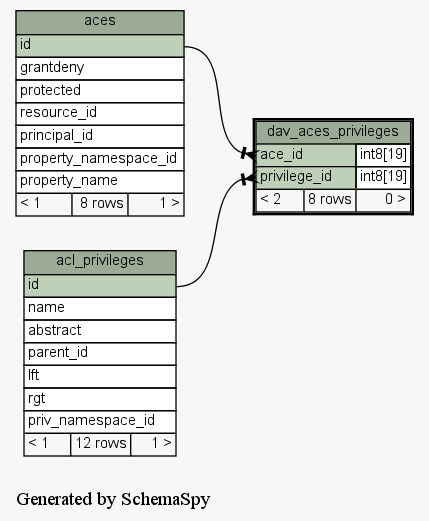 aces
id
grantdeny
protected
resource_id
principal_id
property_namespace_id
property_name
< 1 8 rows 1 >
dav_aces_privileges
ace_id int8[19]
privilege_id int8[19]
< 2 8 rows 0 >
acl_privileges
id
name
abstract
parent_id
lft
rgt
priv_namespace_id
< 1 12 rows 1 >
Generated by SchemaSpy